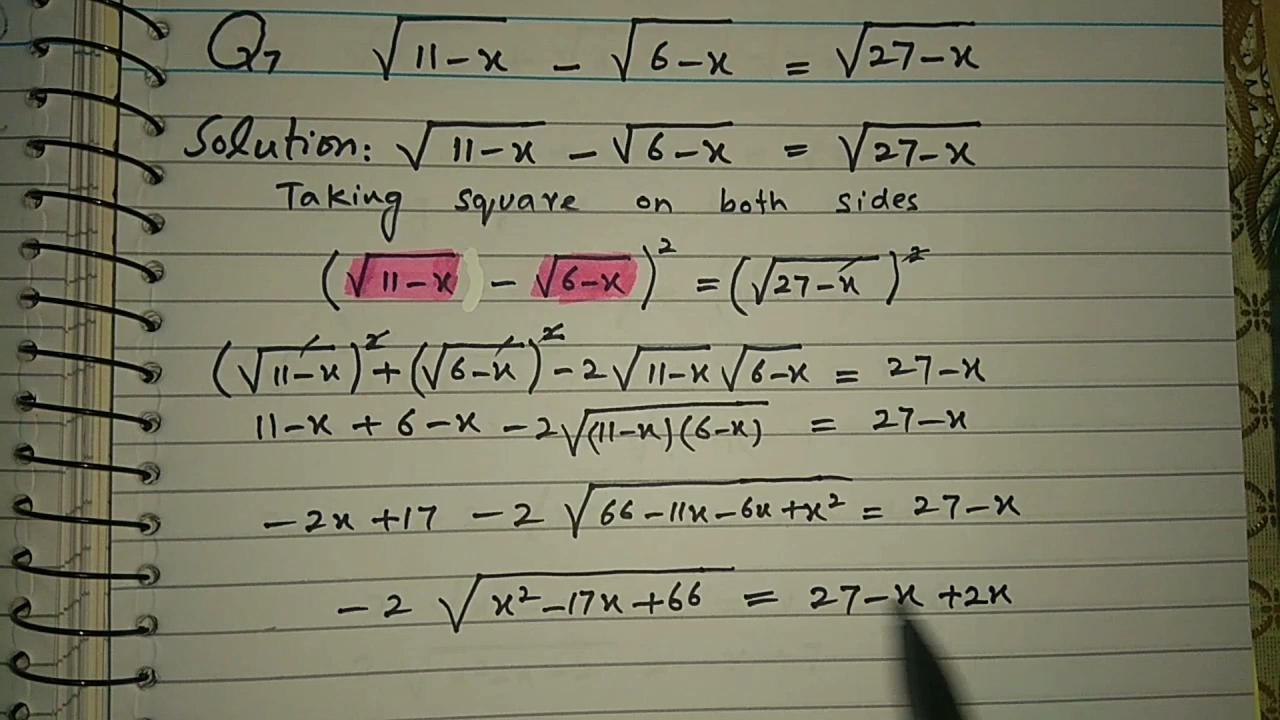 Q7 √(11-x) - √(6-x) = √(27-x)
Solution: √(11-x) - √(6-x) = √(27-x)
Taking square on both sides
(√(11-x) - √(6-x))² = (√(27-x))²
(√(11-x))² + (√(6-x))² - 2√(11-x) √(6-x) = 27-x
11-x + 6-x - 2√((11-x)(6-x)) = 27-x
-2x+17 - 2√(66-11x-6x+x²) = 27-x
-2√(x²-17x+66) = 27-x+2x